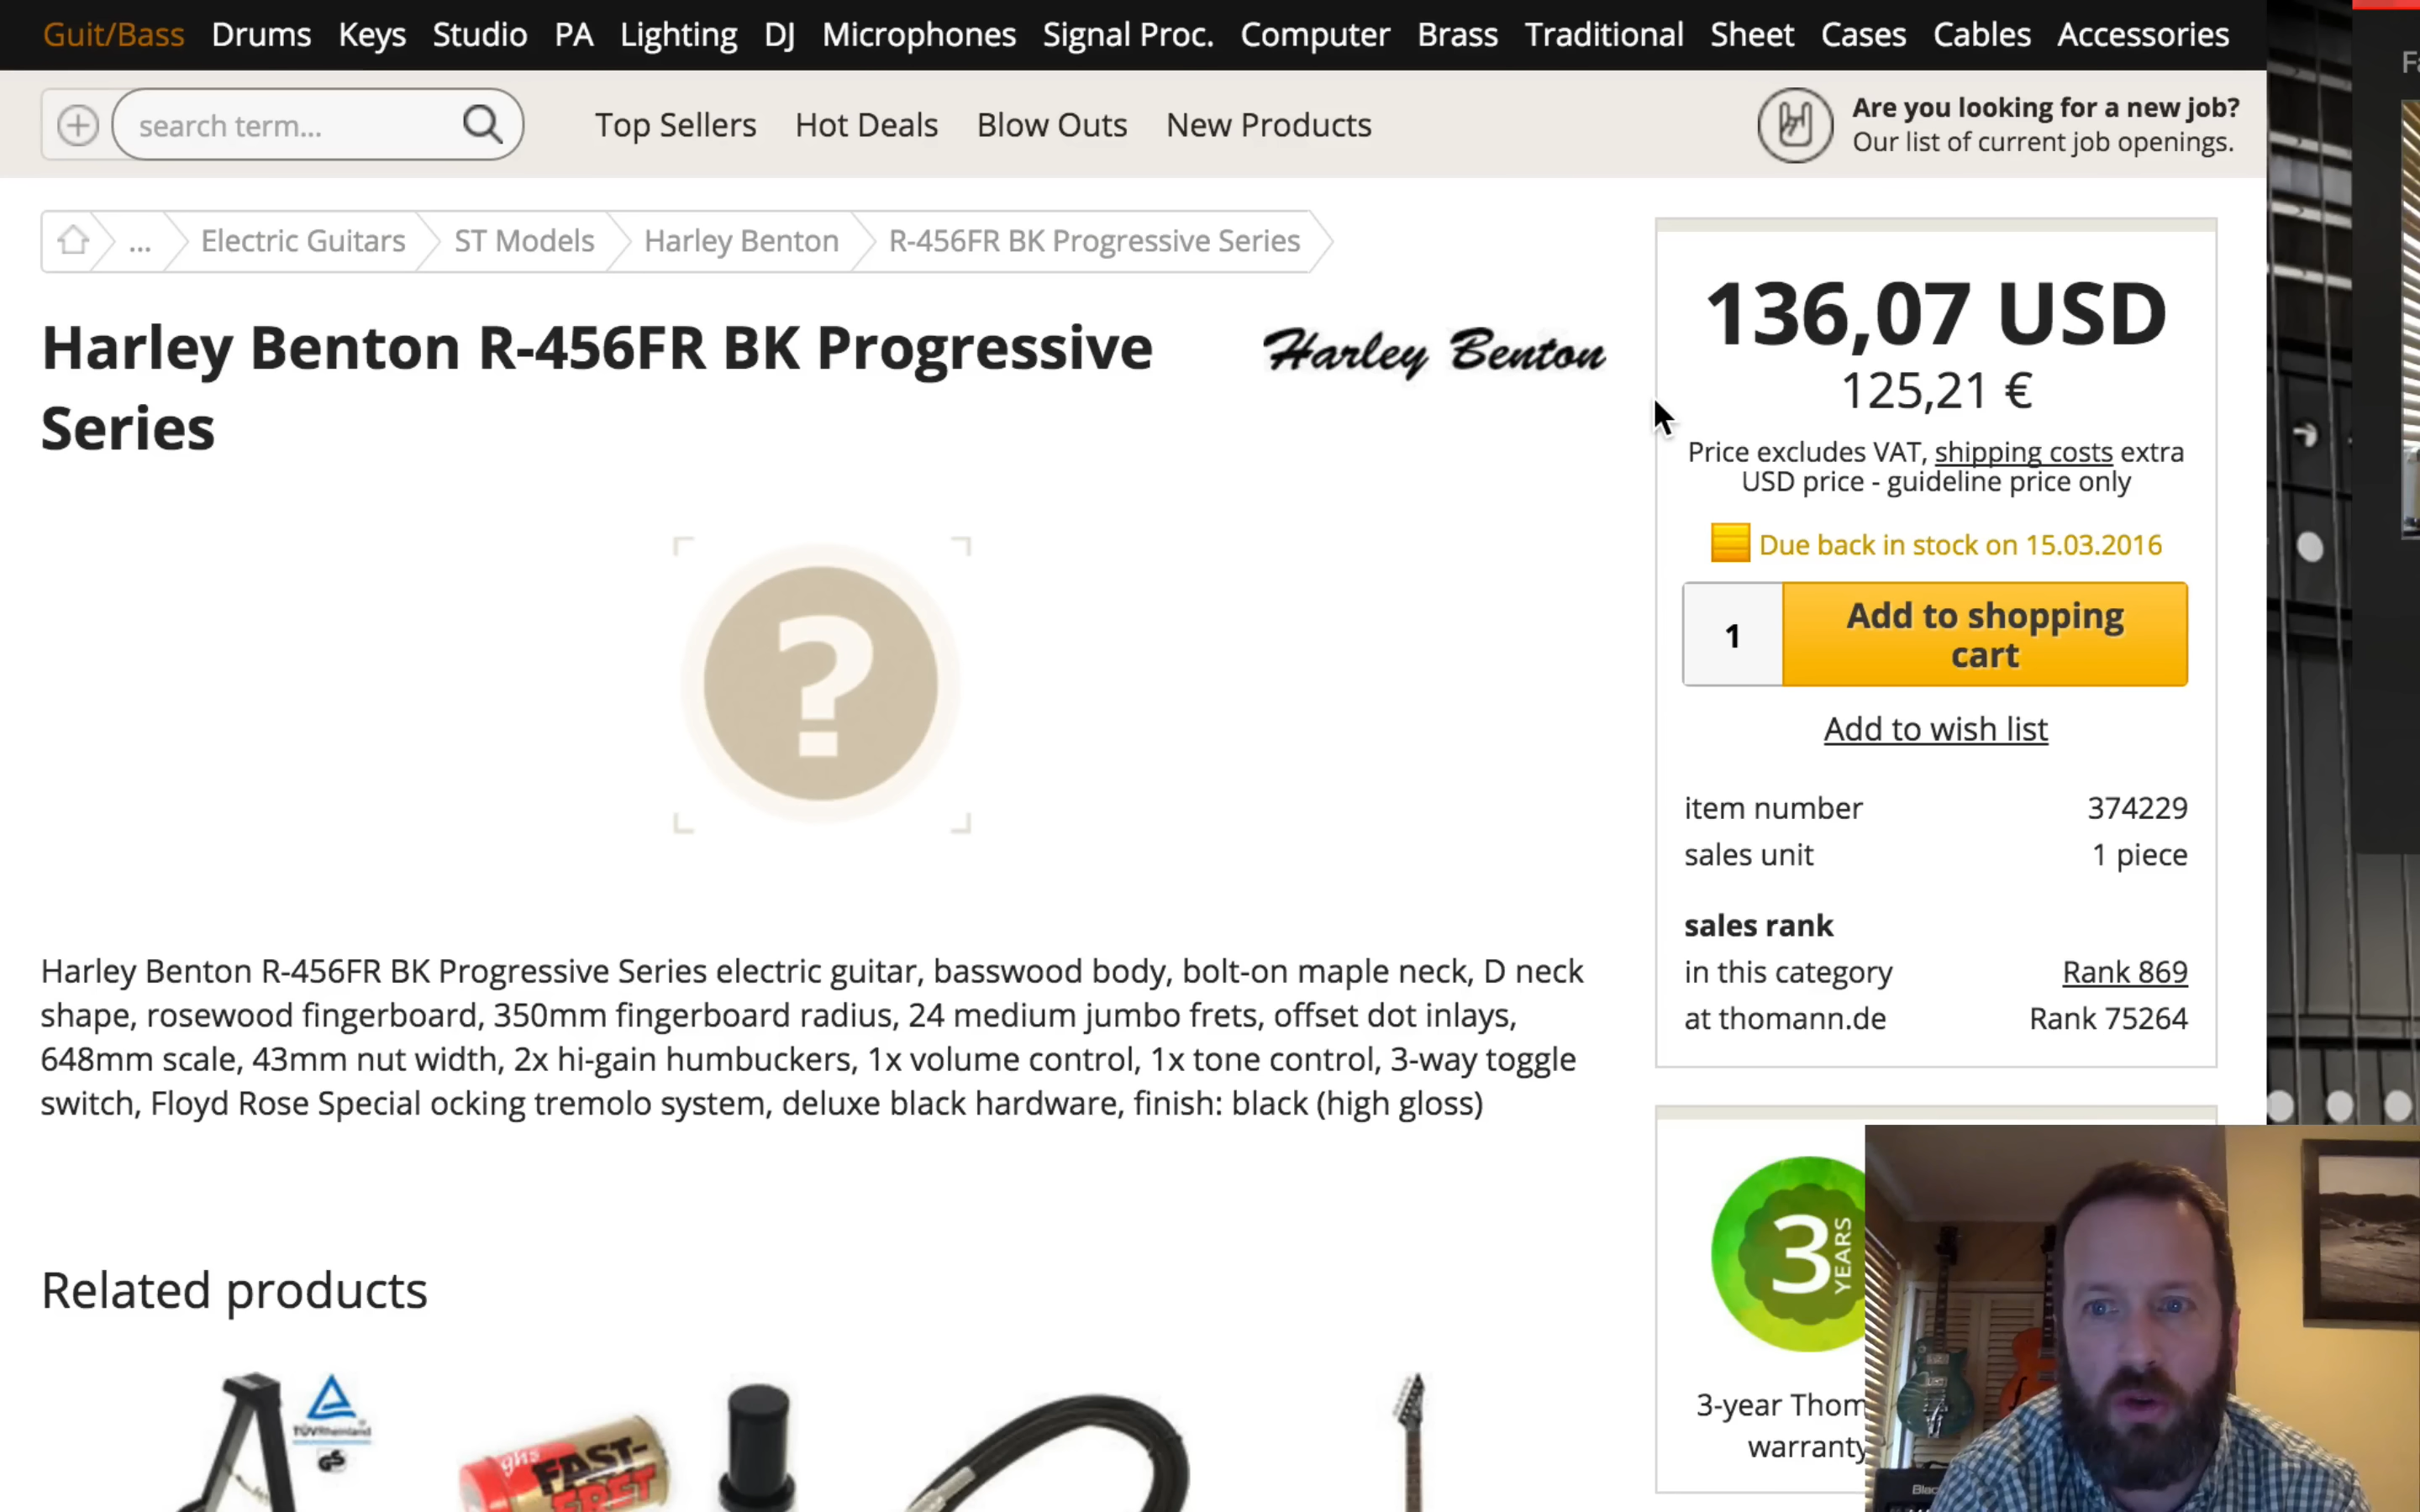 Guit/Bass Drums Keys Studio PA Lighting DJ Microphones Signal Proc. Computer Brass Traditional Sheet Cases Cables Accessories
search term...
Top Sellers Hot Deals Blow Outs New Products
Are you looking for a new job?
Our list of current job openings.
... Electric Guitars ST Models Harley Benton R-456FR BK Progressive Series
Harley Benton R-456FR BK Progressive
Series
Harley Benton
136,07 USD
125,21 €
Price excludes VAT, shipping costs extra
USD price - guideline price only
Due back in stock on 15.03.2016
1
Add to shopping
cart
Add to wish list
item number 374229
sales unit 1 piece
sales rank
in this category Rank 869
at thomann.de Rank 75264
?
Harley Benton R-456FR BK Progressive Series electric guitar, basswood body, bolt-on maple neck, D neck
shape, rosewood fingerboard, 350mm fingerboard radius, 24 medium jumbo frets, offset dot inlays,
648mm scale, 43mm nut width, 2x hi-gain humbuckers, 1x volume control, 1x tone control, 3-way toggle
switch, Floyd Rose Special ocking tremolo system, deluxe black hardware, finish: black (high gloss)
3 YEARS
3-year Thom
warranty
Related products
TÜVRheinland
GS
ghs
FAST-
FRET